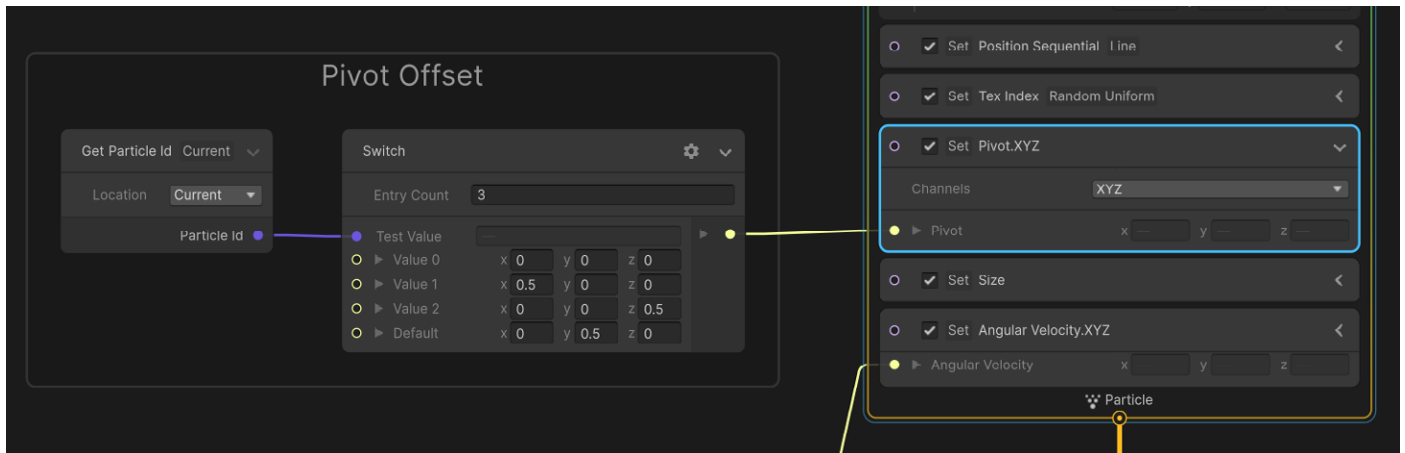 Pivot Offset
Get Particle Id Current
Location Current
Particle Id
Switch
Entry Count 3
Test Value —
Value 0 x 0 y 0 z 0
Value 1 x 0.5 y 0 z 0
Value 2 x 0 y 0 z 0.5
Default x 0 y 0.5 z 0
Set Position Sequential Line
Set Tex Index Random Uniform
Set Pivot.XYZ
Channels XYZ
Pivot x — y — z —
Set Size
Set Angular Velocity.XYZ
Angular Velocity x — y — z —
Particle